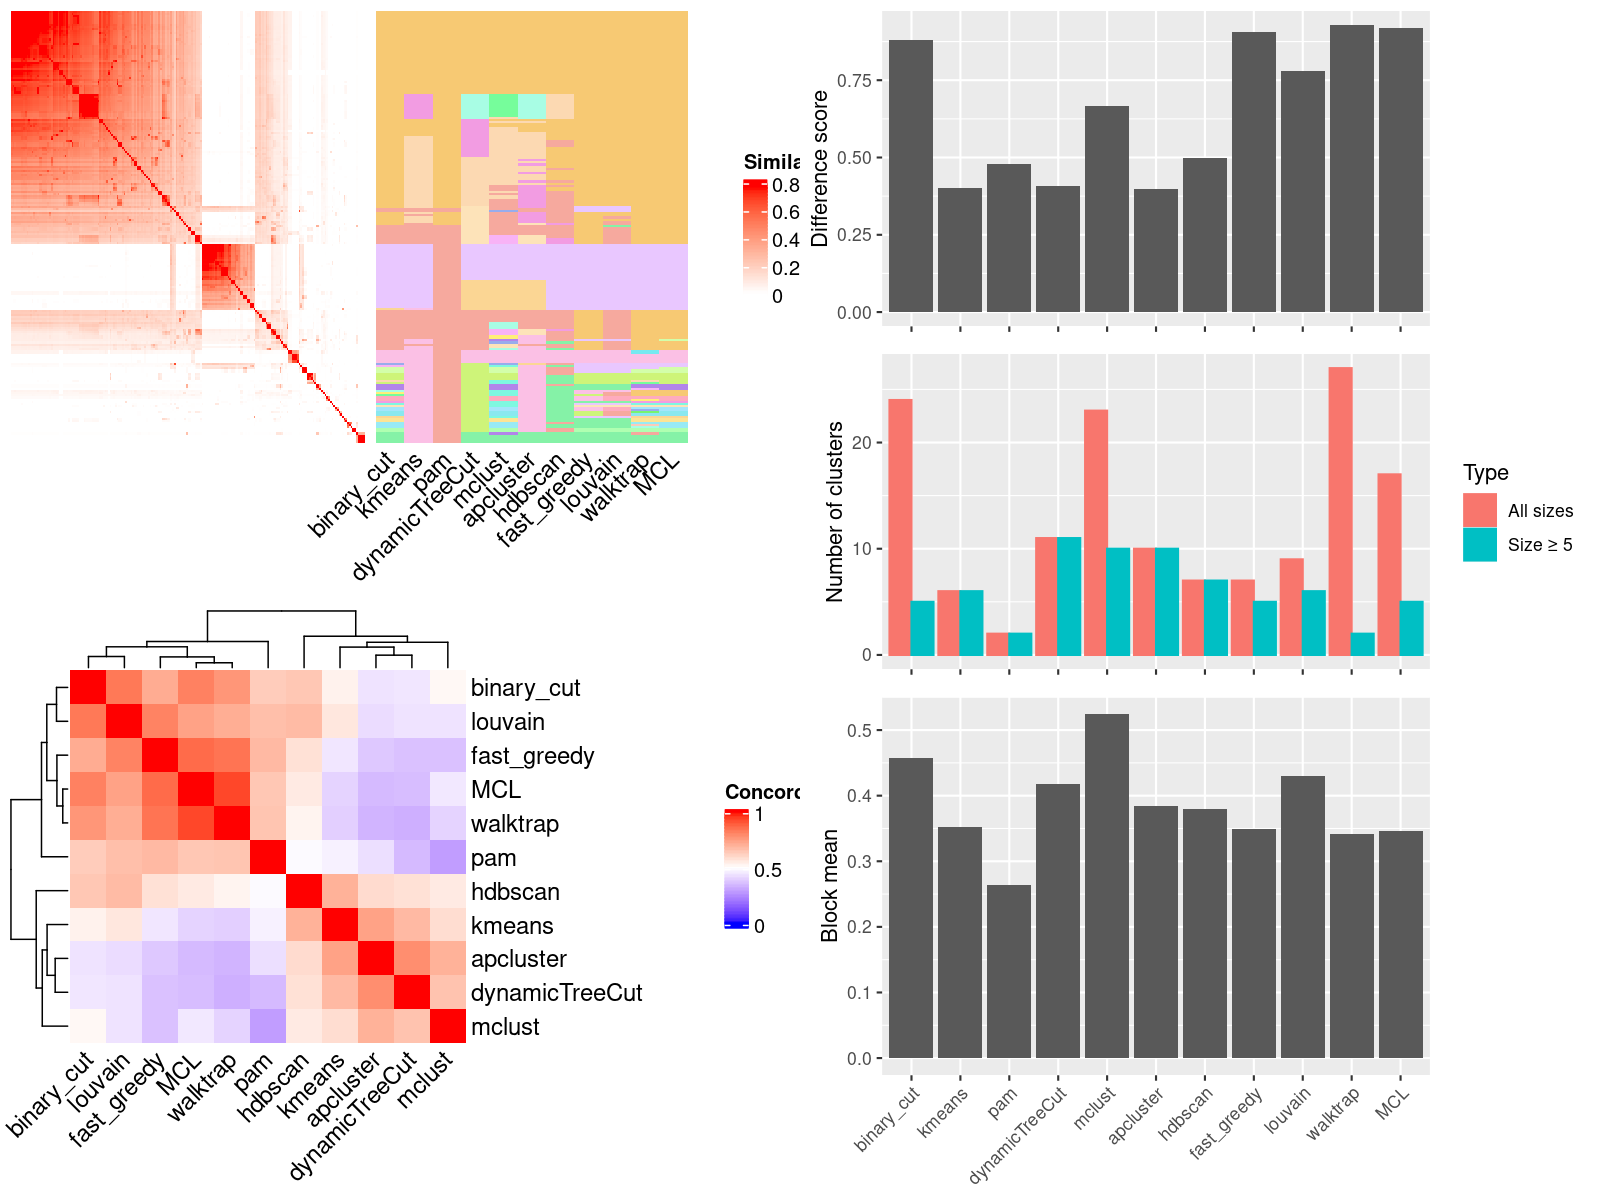 Simila
0.8
0.6
0.4
0.2
0
binary_cut
kmeans
pam
dynamicTreeCut
mclust
apcluster
hdbscan
fast_greedy
louvain
walktrap
MCL
Difference score
0.75
0.50
0.25
0.00
Number of clusters
20
10
0
Type
All sizes
Size ≥ 5
binary_cut
louvain
fast_greedy
MCL
walktrap
pam
hdbscan
kmeans
apcluster
dynamicTreeCut
mclust
binary_cut
louvain
fast_greedy
MCL
walktrap
pam
hdbscan
kmeans
apcluster
dynamicTreeCut
mclust
Concord
1
0.5
0
Block mean
0.5
0.4
0.3
0.2
0.1
0.0
binary_cut
kmeans
pam
dynamicTreeCut
mclust
apcluster
hdbscan
fast_greedy
louvain
walktrap
MCL